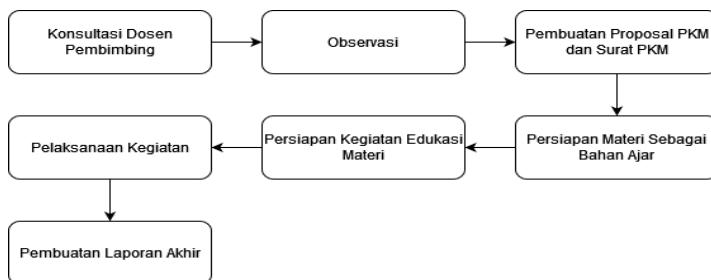 Konsultasi Dosen
Pembimbing
Observasi
Pembuatan Proposal PKM
dan Surat PKM
Persiapan Materi Sebagai
Bahan Ajar
Persiapan Kegiatan Edukasi
Materi
Pelaksanaan Kegiatan
Pembuatan Laporan Akhir